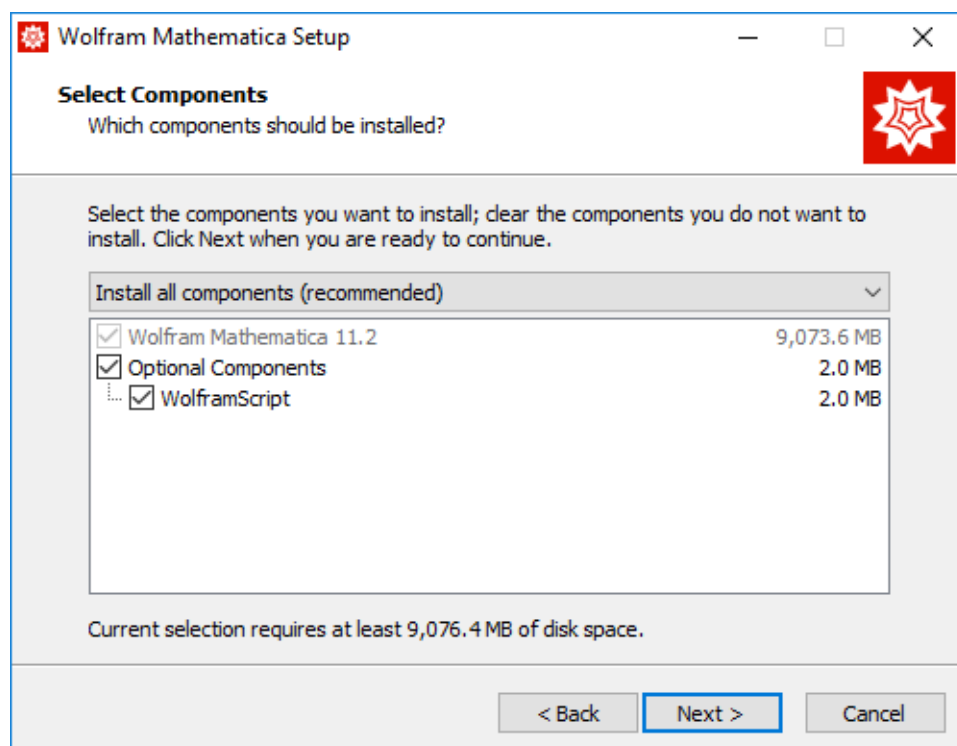 Wolfram Mathematica Setup
Select Components
Which components should be installed?
Select the components you want to install; clear the components you do not want to
install. Click Next when you are ready to continue.
Install all components (recommended)
Wolfram Mathematica 11.2 9,073.6 MB
Optional Components 2.0 MB
WolframScript 2.0 MB
Current selection requires at least 9,076.4 MB of disk space.
< Back Next > Cancel